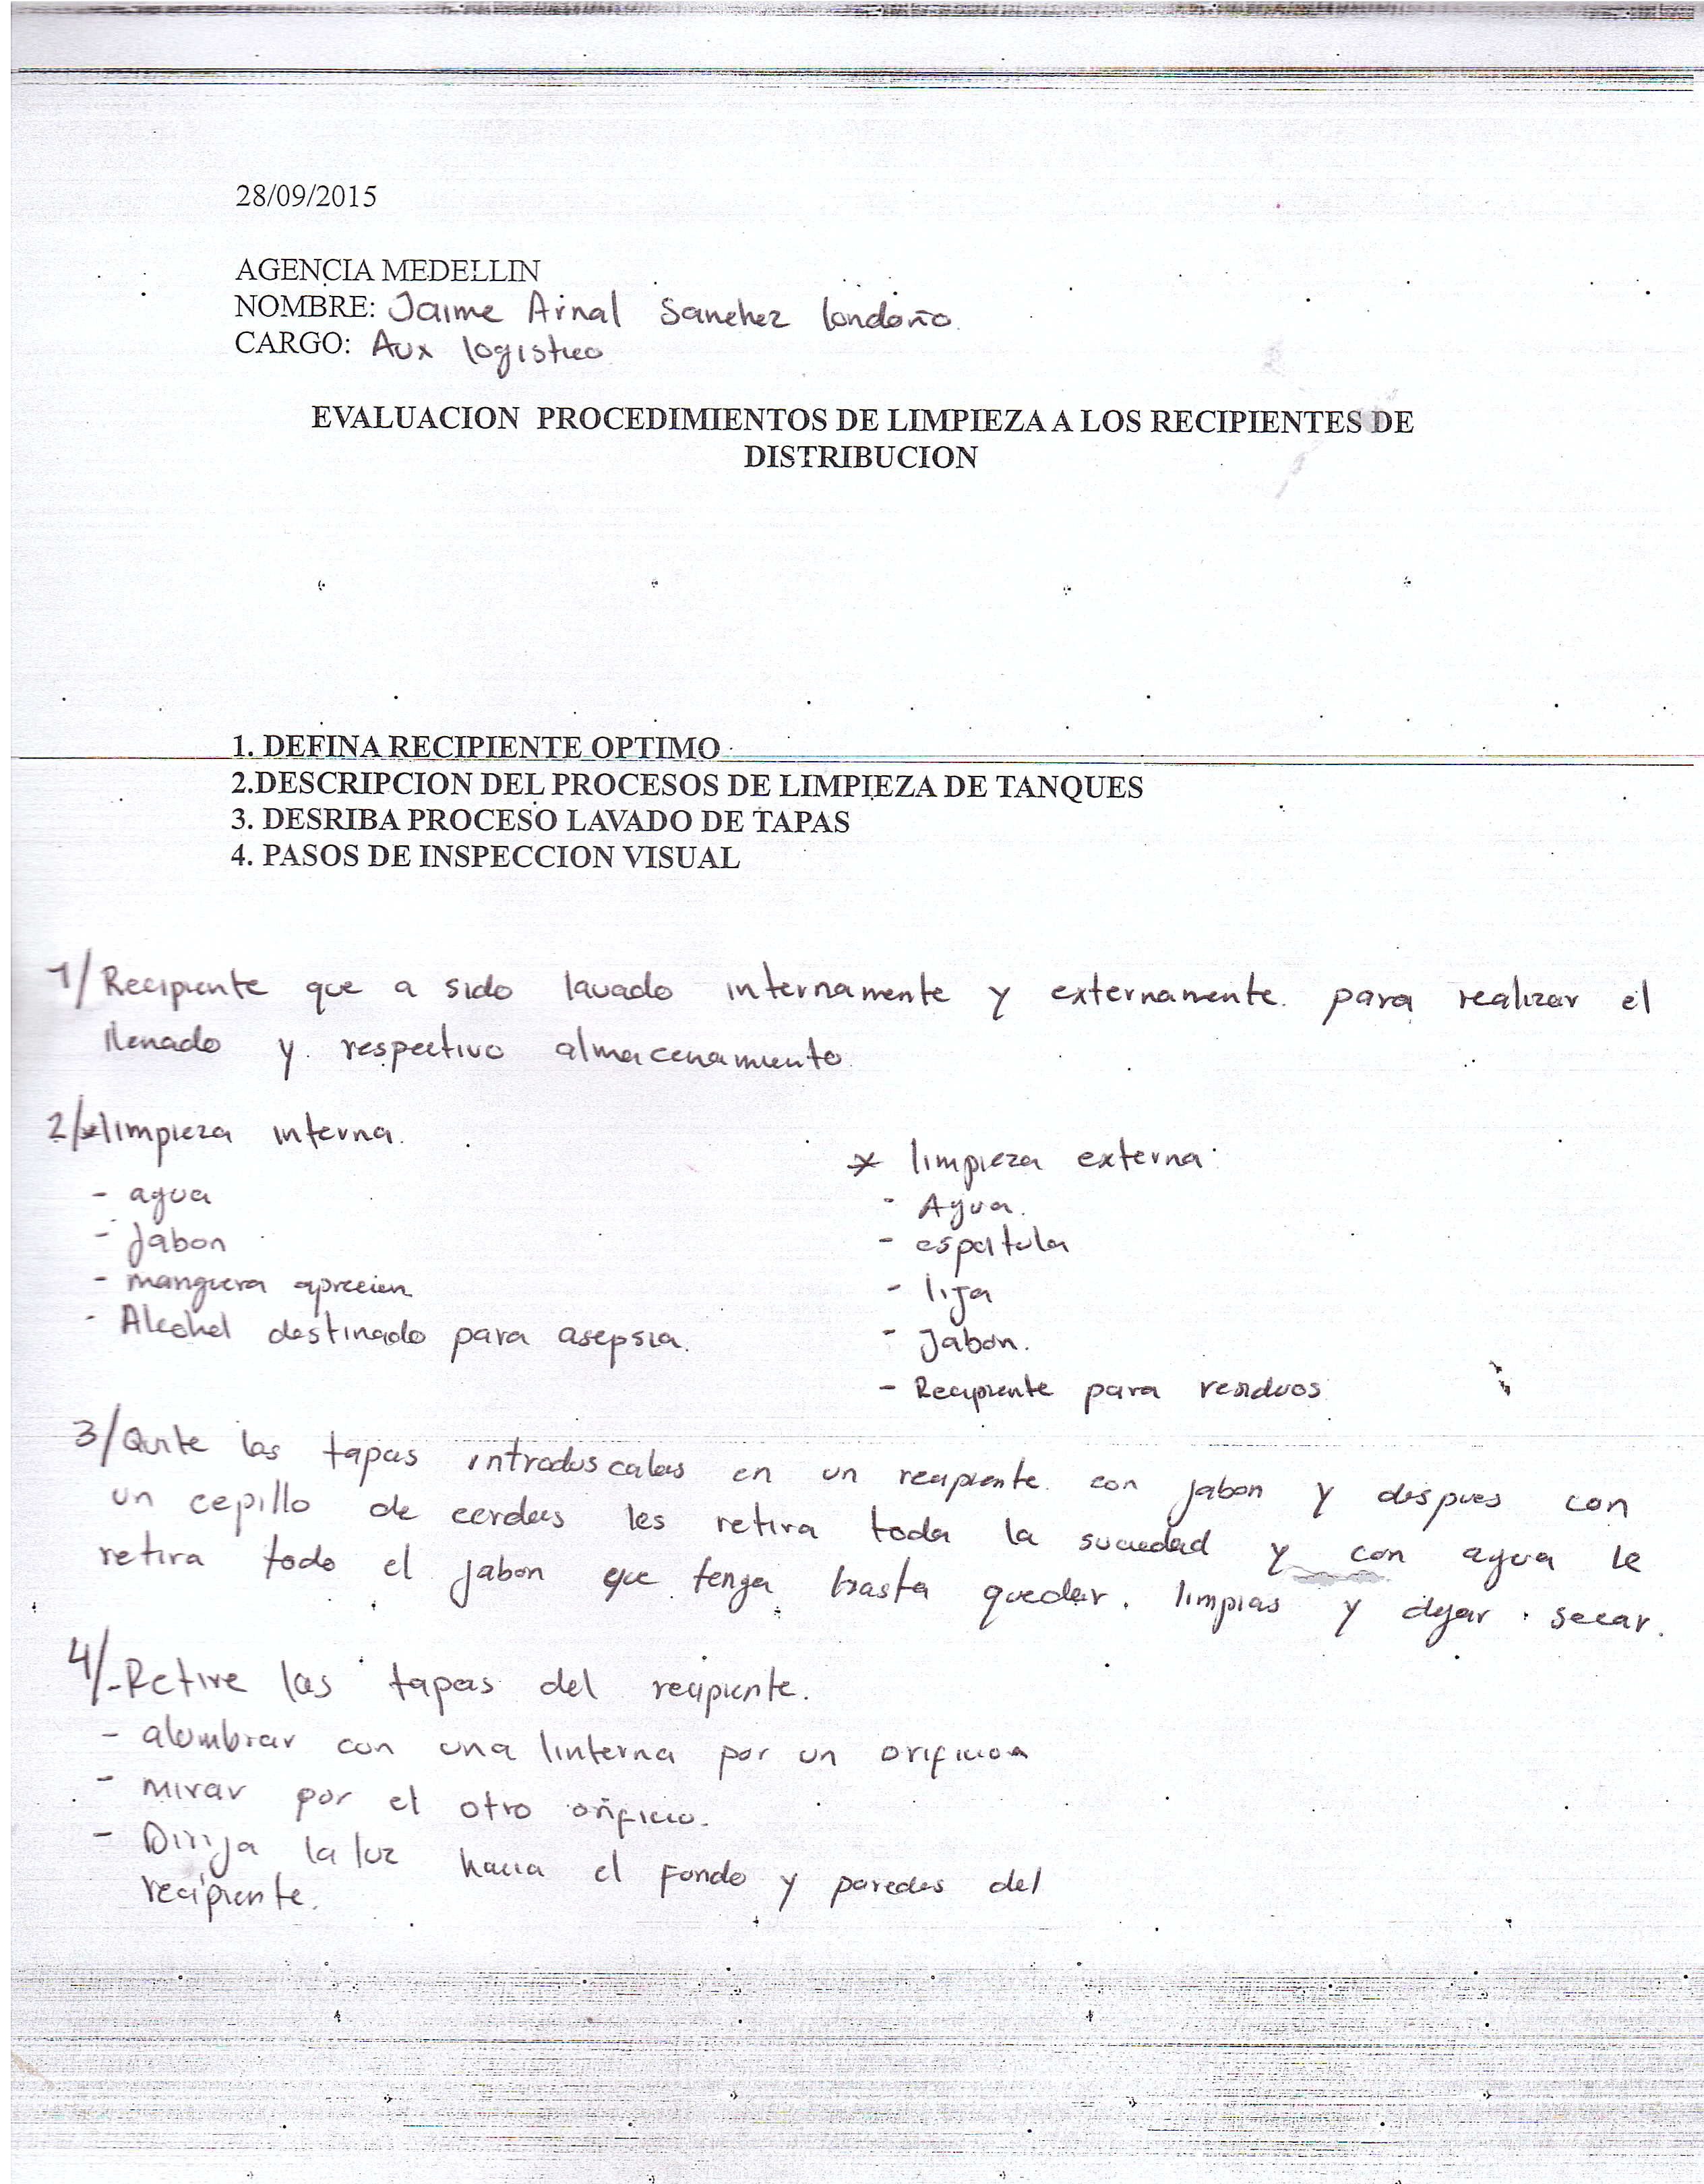 28/09/2015
AGENCIA MEDELLIN
NOMBRE: Jaime Arnal Sanchez londoño
CARGO: Aux logistico
EVALUACION PROCEDIMIENTOS DE LIMPIEZA A LOS RECIPIENTES DE
DISTRIBUCION
1. DEFINA RECIPIENTE OPTIMO
2.DESCRIPCION DEL PROCESOS DE LIMPIEZA DE TANQUES
3. DESRIBA PROCESO LAVADO DE TAPAS
4. PASOS DE INSPECCION VISUAL
1/ Recipiente que a sido lavado internamente y externamente. para realizar el
llenado y respectivo almacenamiento.
2/* limpieza interna.
- agua
- Jabon
- manguera aprecion
- Alcohol destinado para asepsia.
* limpieza externa:
- Agua.
- espatula
- lija
- Jabon.
- Recipiente para residuos
3/ Quite las tapas introduscalas en un recipiente. con jabon y despues con
un cepillo de cerdas les retira toda la suciedad y con agua le
retira todo el jabon que tenga hasta quedar. limpias y dejar secar.
4/- Retire las tapas del recipiente.
- alumbrar con una linterna por un orificio
- mirar por el otro orificio.
- Dirija la luz hacia el fondo y paredes del
recipiente.